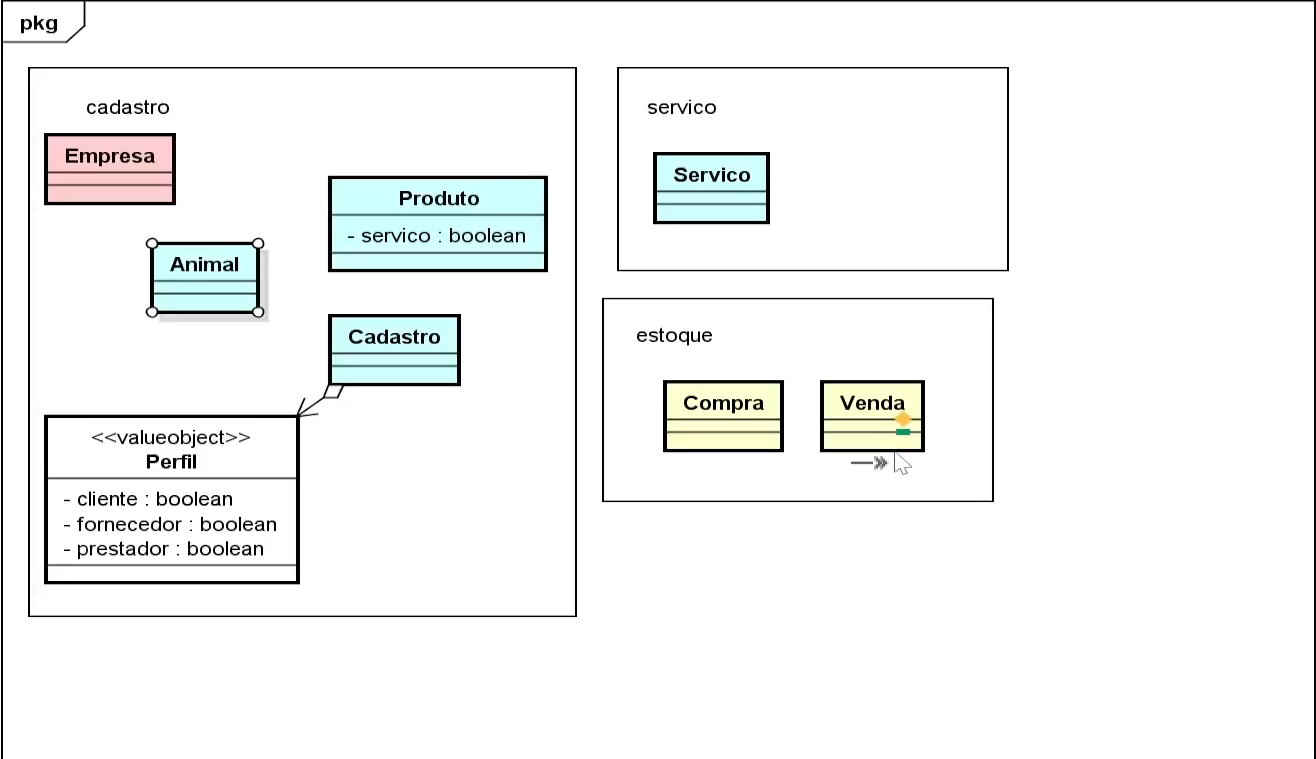 pkg
cadastro
Empresa
Produto
- servico : boolean
Animal
Cadastro
<<valueobject>>
Perfil
- cliente : boolean
- fornecedor : boolean
- prestador : boolean
servico
Servico
estoque
Compra
Venda